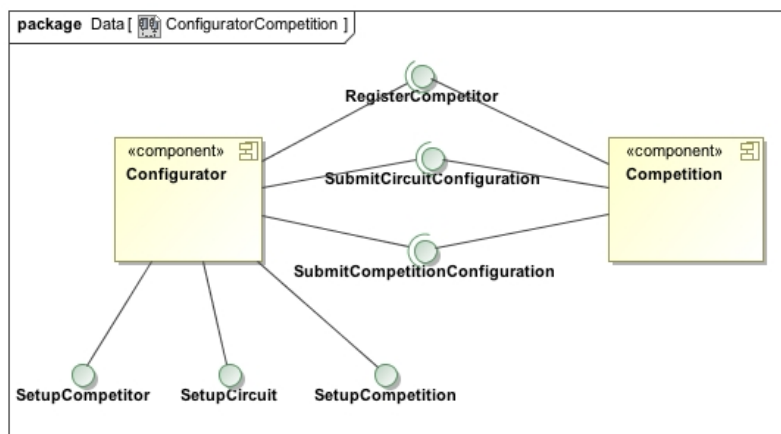 package Data [ ConfiguratorCompetition ]
RegisterCompetitor
«component»
Configurator
«component»
Competition
SubmitCircuitConfiguration
SubmitCompetitionConfiguration
SetupCompetitor
SetupCircuit
SetupCompetition